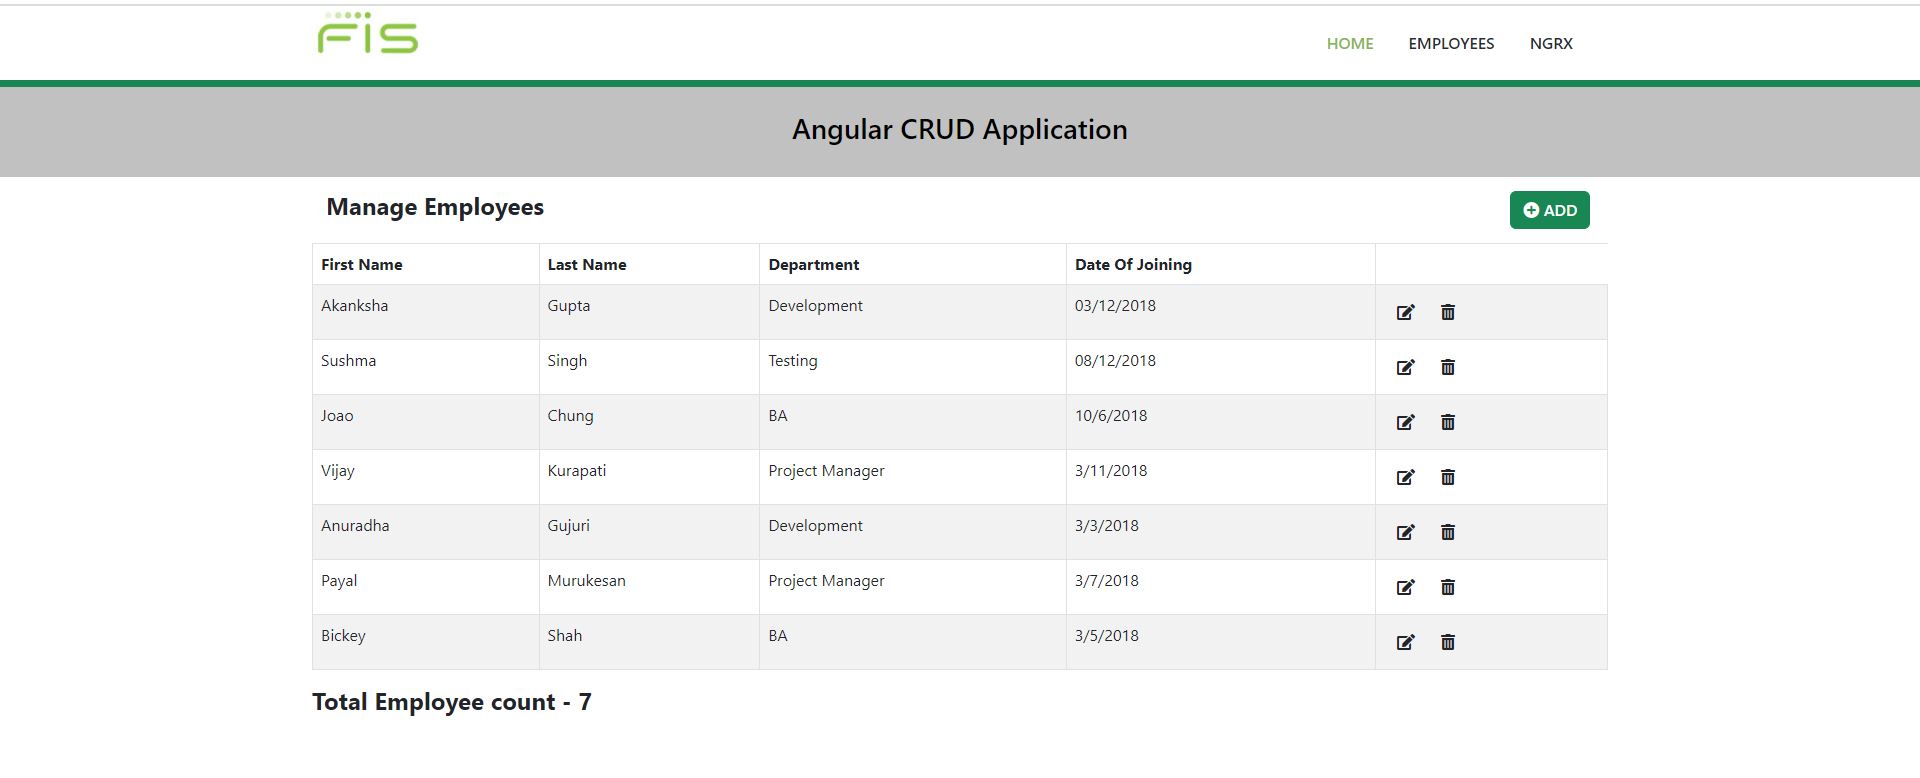 FIS
HOME EMPLOYEES NGRX
Angular CRUD Application
Manage Employees ADD
First Name Last Name Department Date Of Joining
Akanksha Gupta Development 03/12/2018
Sushma Singh Testing 08/12/2018
Joao Chung BA 10/6/2018
Vijay Kurapati Project Manager 3/11/2018
Anuradha Gujuri Development 3/3/2018
Payal Murukesan Project Manager 3/7/2018
Bickey Shah BA 3/5/2018
Total Employee count - 7